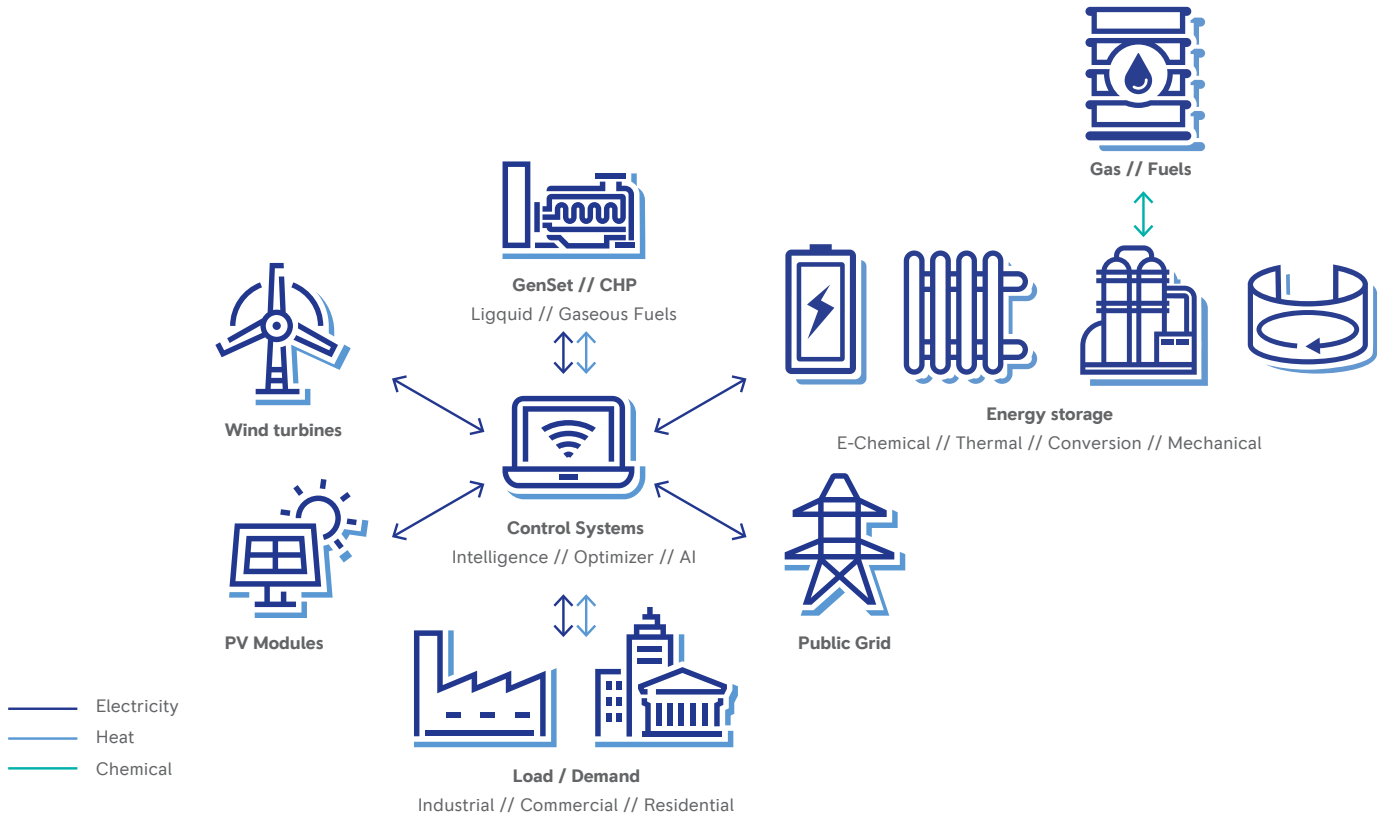 Gas // Fuels
GenSet // CHP
Ligquid // Gaseous Fuels
Wind turbines
Energy storage
E-Chemical // Thermal // Conversion // Mechanical
Control Systems
Intelligence // Optimizer // AI
PV Modules
Public Grid
Electricity
Heat
Chemical
Load / Demand
Industrial // Commercial // Residential